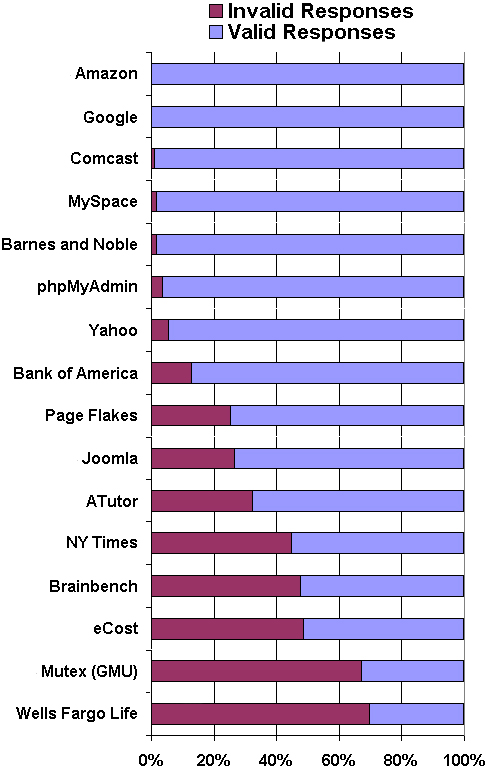 Invalid Responses
Valid Responses
Amazon
Google
Comcast
MySpace
Barnes and Noble
phpMyAdmin
Yahoo
Bank of America
Page Flakes
Joomla
ATutor
NY Times
Brainbench
eCost
Mutex (GMU)
Wells Fargo Life
0% 20% 40% 60% 80% 100%